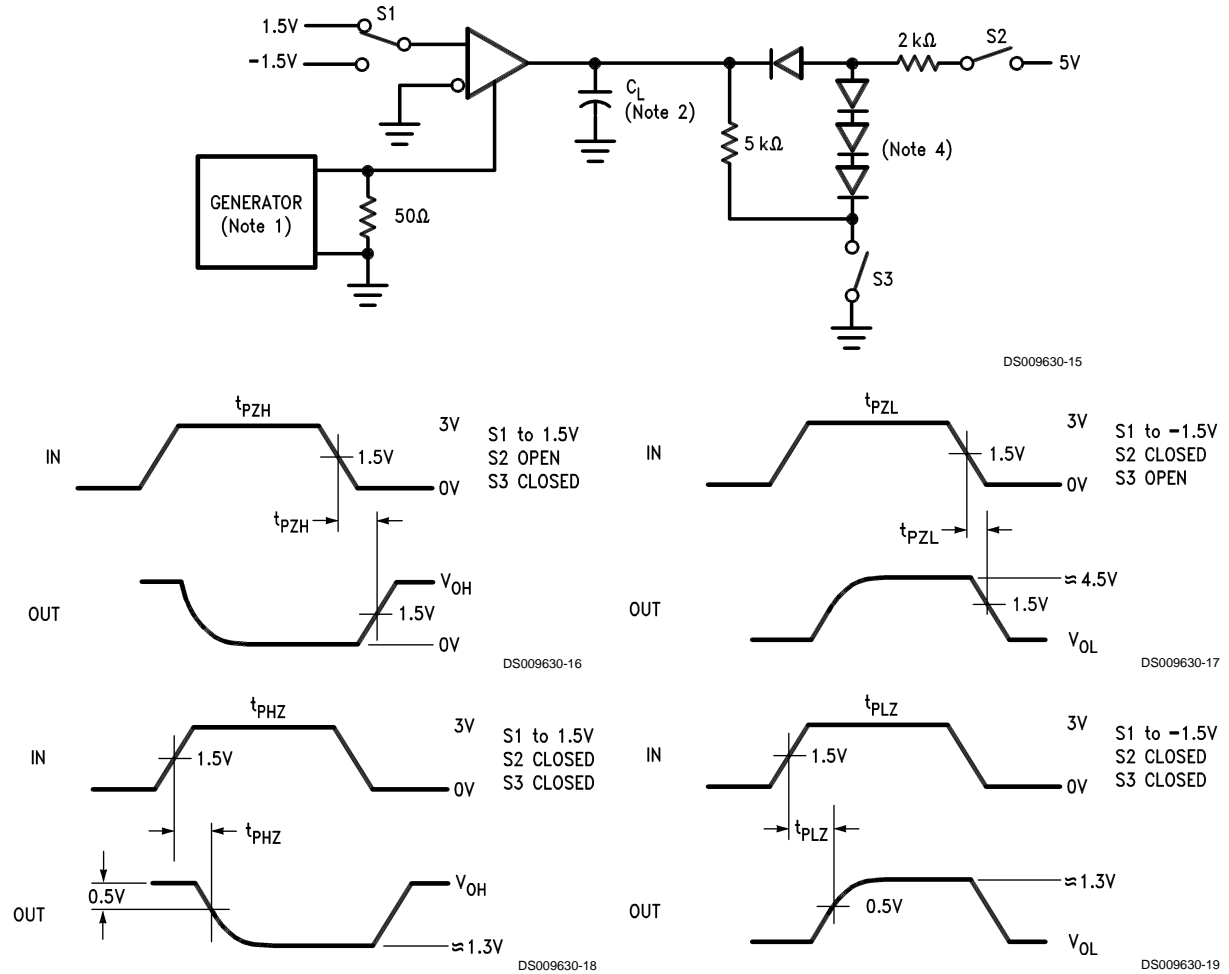 1.5V
S1
−1.5V
C_L
(Note 2)
2 kΩ
S2
5V
5 kΩ
(Note 4)
GENERATOR
(Note 1)
50Ω
S3
DS009630-15
t_PZH
3V
S1 to 1.5V
S2 OPEN
S3 CLOSED
IN
1.5V
0V
t_PZH
V_OH
OUT
1.5V
0V
DS009630-16
t_PZL
3V
S1 to −1.5V
S2 CLOSED
S3 OPEN
IN
1.5V
0V
t_PZL
≈ 4.5V
OUT
1.5V
V_OL
DS009630-17
t_PHZ
3V
S1 to 1.5V
S2 CLOSED
S3 CLOSED
IN
1.5V
0V
t_PHZ
0.5V
V_OH
OUT
≈ 1.3V
DS009630-18
t_PLZ
3V
S1 to −1.5V
S2 CLOSED
S3 CLOSED
IN
1.5V
0V
t_PLZ
≈ 1.3V
OUT
0.5V
V_OL
DS009630-19